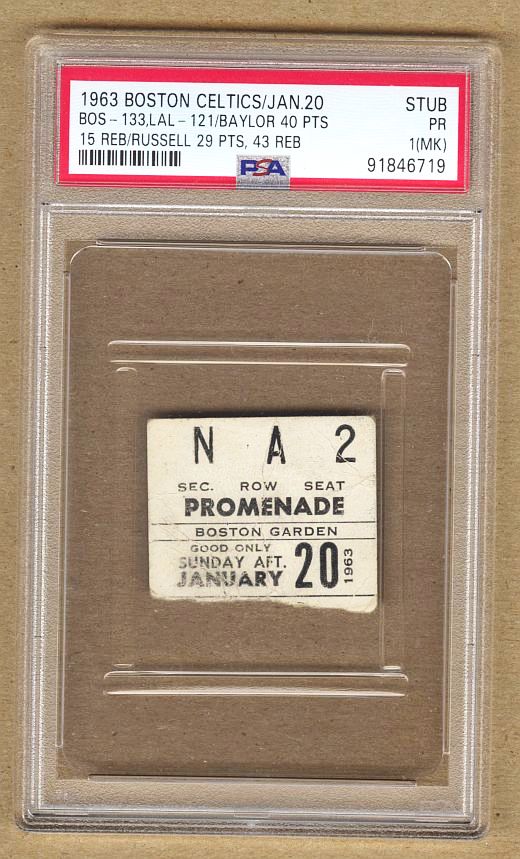 1963 BOSTON CELTICS/JAN.20 STUB
BOS - 133,LAL - 121/BAYLOR 40 PTS PR
15 REB/RUSSELL 29 PTS, 43 REB 1(MK)
PSA 91846719
N A 2
SEC. ROW SEAT
PROMENADE
BOSTON GARDEN
GOOD ONLY
SUNDAY AFT.
JANUARY 20 1963